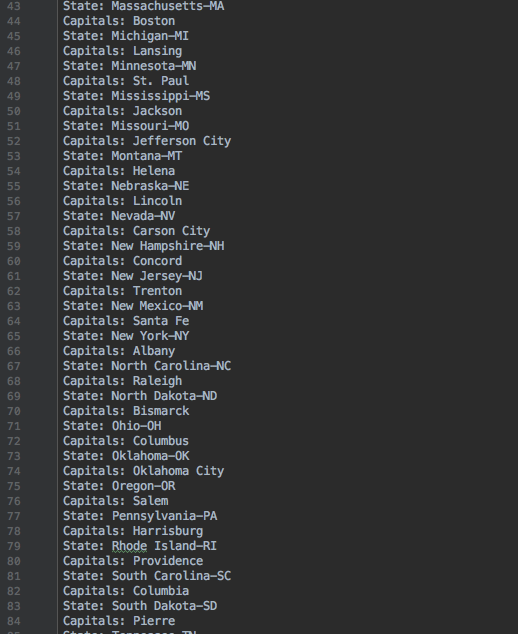 43 State: Massachusetts-MA
44 Capitals: Boston
45 State: Michigan-MI
46 Capitals: Lansing
47 State: Minnesota-MN
48 Capitals: St. Paul
49 State: Mississippi-MS
50 Capitals: Jackson
51 State: Missouri-MO
52 Capitals: Jefferson City
53 State: Montana-MT
54 Capitals: Helena
55 State: Nebraska-NE
56 Capitals: Lincoln
57 State: Nevada-NV
58 Capitals: Carson City
59 State: New Hampshire-NH
60 Capitals: Concord
61 State: New Jersey-NJ
62 Capitals: Trenton
63 State: New Mexico-NM
64 Capitals: Santa Fe
65 State: New York-NY
66 Capitals: Albany
67 State: North Carolina-NC
68 Capitals: Raleigh
69 State: North Dakota-ND
70 Capitals: Bismarck
71 State: Ohio-OH
72 Capitals: Columbus
73 State: Oklahoma-OK
74 Capitals: Oklahoma City
75 State: Oregon-OR
76 Capitals: Salem
77 State: Pennsylvania-PA
78 Capitals: Harrisburg
79 State: Rhode Island-RI
80 Capitals: Providence
81 State: South Carolina-SC
82 Capitals: Columbia
83 State: South Dakota-SD
84 Capitals: Pierre
85 State: Tennessee-TN